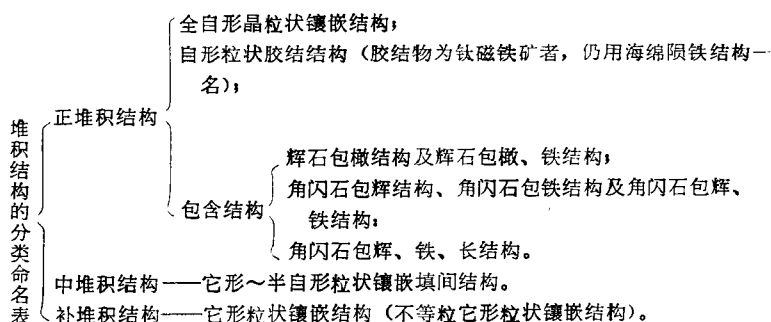 全自形晶粒状镶嵌结构；
自形粒状胶结结构（胶结物为钛磁铁矿者，仍用海绵陨铁结构一
名）；
正堆积结构
辉石包橄结构及辉石包橄、铁结构；
角闪石包辉结构、角闪石包铁结构及角闪石包辉、
铁结构；
包含结构
角闪石包辉、铁、长结构。
堆积结构的分类命名表
中堆积结构——它形～半自形粒状镶嵌填间结构。
补堆积结构——它形粒状镶嵌结构（不等粒它形粒状镶嵌结构）。